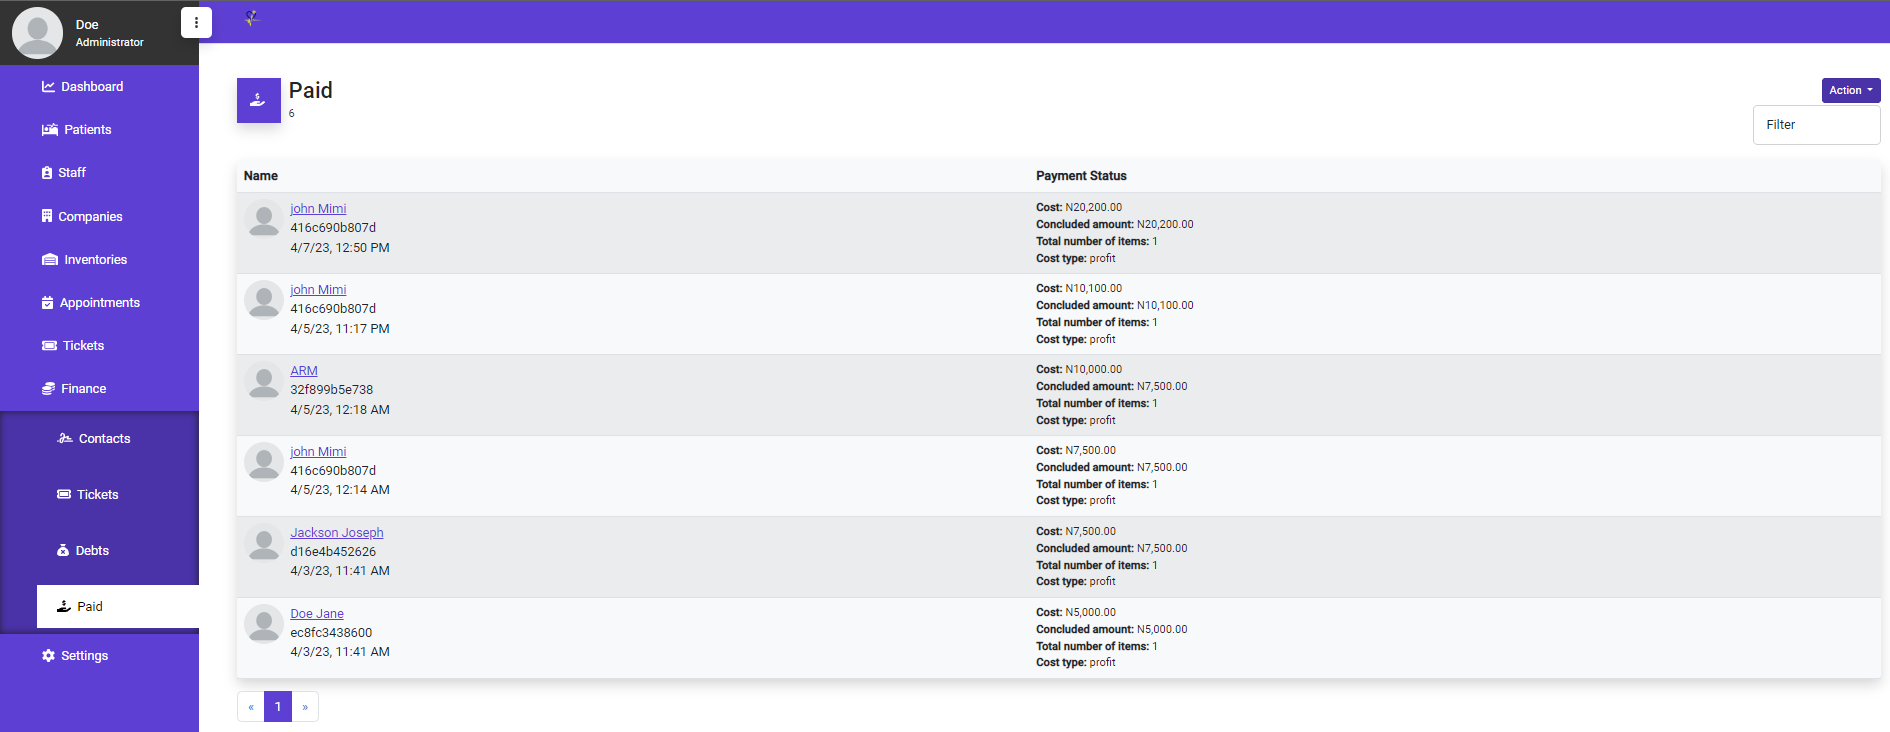 Doe
Administrator
Dashboard
Patients
Staff
Companies
Inventories
Appointments
Tickets
Finance
Contacts
Tickets
Debts
Paid
Settings
Paid
6
Action
Filter
Name Payment Status
john Mimi
416c690b807d
4/7/23, 12:50 PM
Cost: N20,200.00
Concluded amount: N20,200.00
Total number of items: 1
Cost type: profit
john Mimi
416c690b807d
4/5/23, 11:17 PM
Cost: N10,100.00
Concluded amount: N10,100.00
Total number of items: 1
Cost type: profit
ARM
32f899b5e738
4/5/23, 12:18 AM
Cost: N10,000.00
Concluded amount: N7,500.00
Total number of items: 1
Cost type: profit
john Mimi
416c690b807d
4/5/23, 12:14 AM
Cost: N7,500.00
Concluded amount: N7,500.00
Total number of items: 1
Cost type: profit
Jackson Joseph
d16e4b452626
4/3/23, 11:41 AM
Cost: N7,500.00
Concluded amount: N7,500.00
Total number of items: 1
Cost type: profit
Doe Jane
ec8fc3438600
4/3/23, 11:41 AM
Cost: N5,000.00
Concluded amount: N5,000.00
Total number of items: 1
Cost type: profit
« 1 »